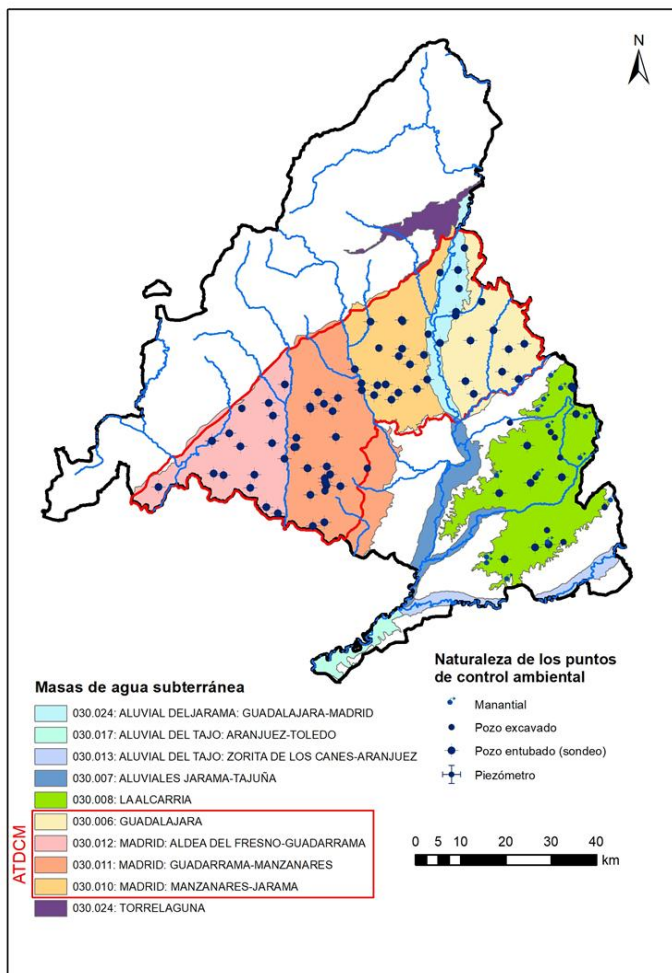 N
Masas de agua subterránea
030.024: ALUVIAL DELJARAMA: GUADALAJARA-MADRID
030.017: ALUVIAL DEL TAJO: ARANJUEZ-TOLEDO
030.013: ALUVIAL DEL TAJO: ZORITA DE LOS CANES-ARANJUEZ
030.007: ALUVIALES JARAMA-TAJUÑA
030.008: LA ALCARRIA
ATDCM
030.006: GUADALAJARA
030.012: MADRID: ALDEA DEL FRESNO-GUADARRAMA
030.011: MADRID: GUADARRAMA-MANZANARES
030.010: MADRID: MANZANARES-JARAMA
030.024: TORRELAGUNA
Naturaleza de los puntos
de control ambiental
Manantial
Pozo excavado
Pozo entubado (sondeo)
Piezómetro
0 5 10 20 30 40
km